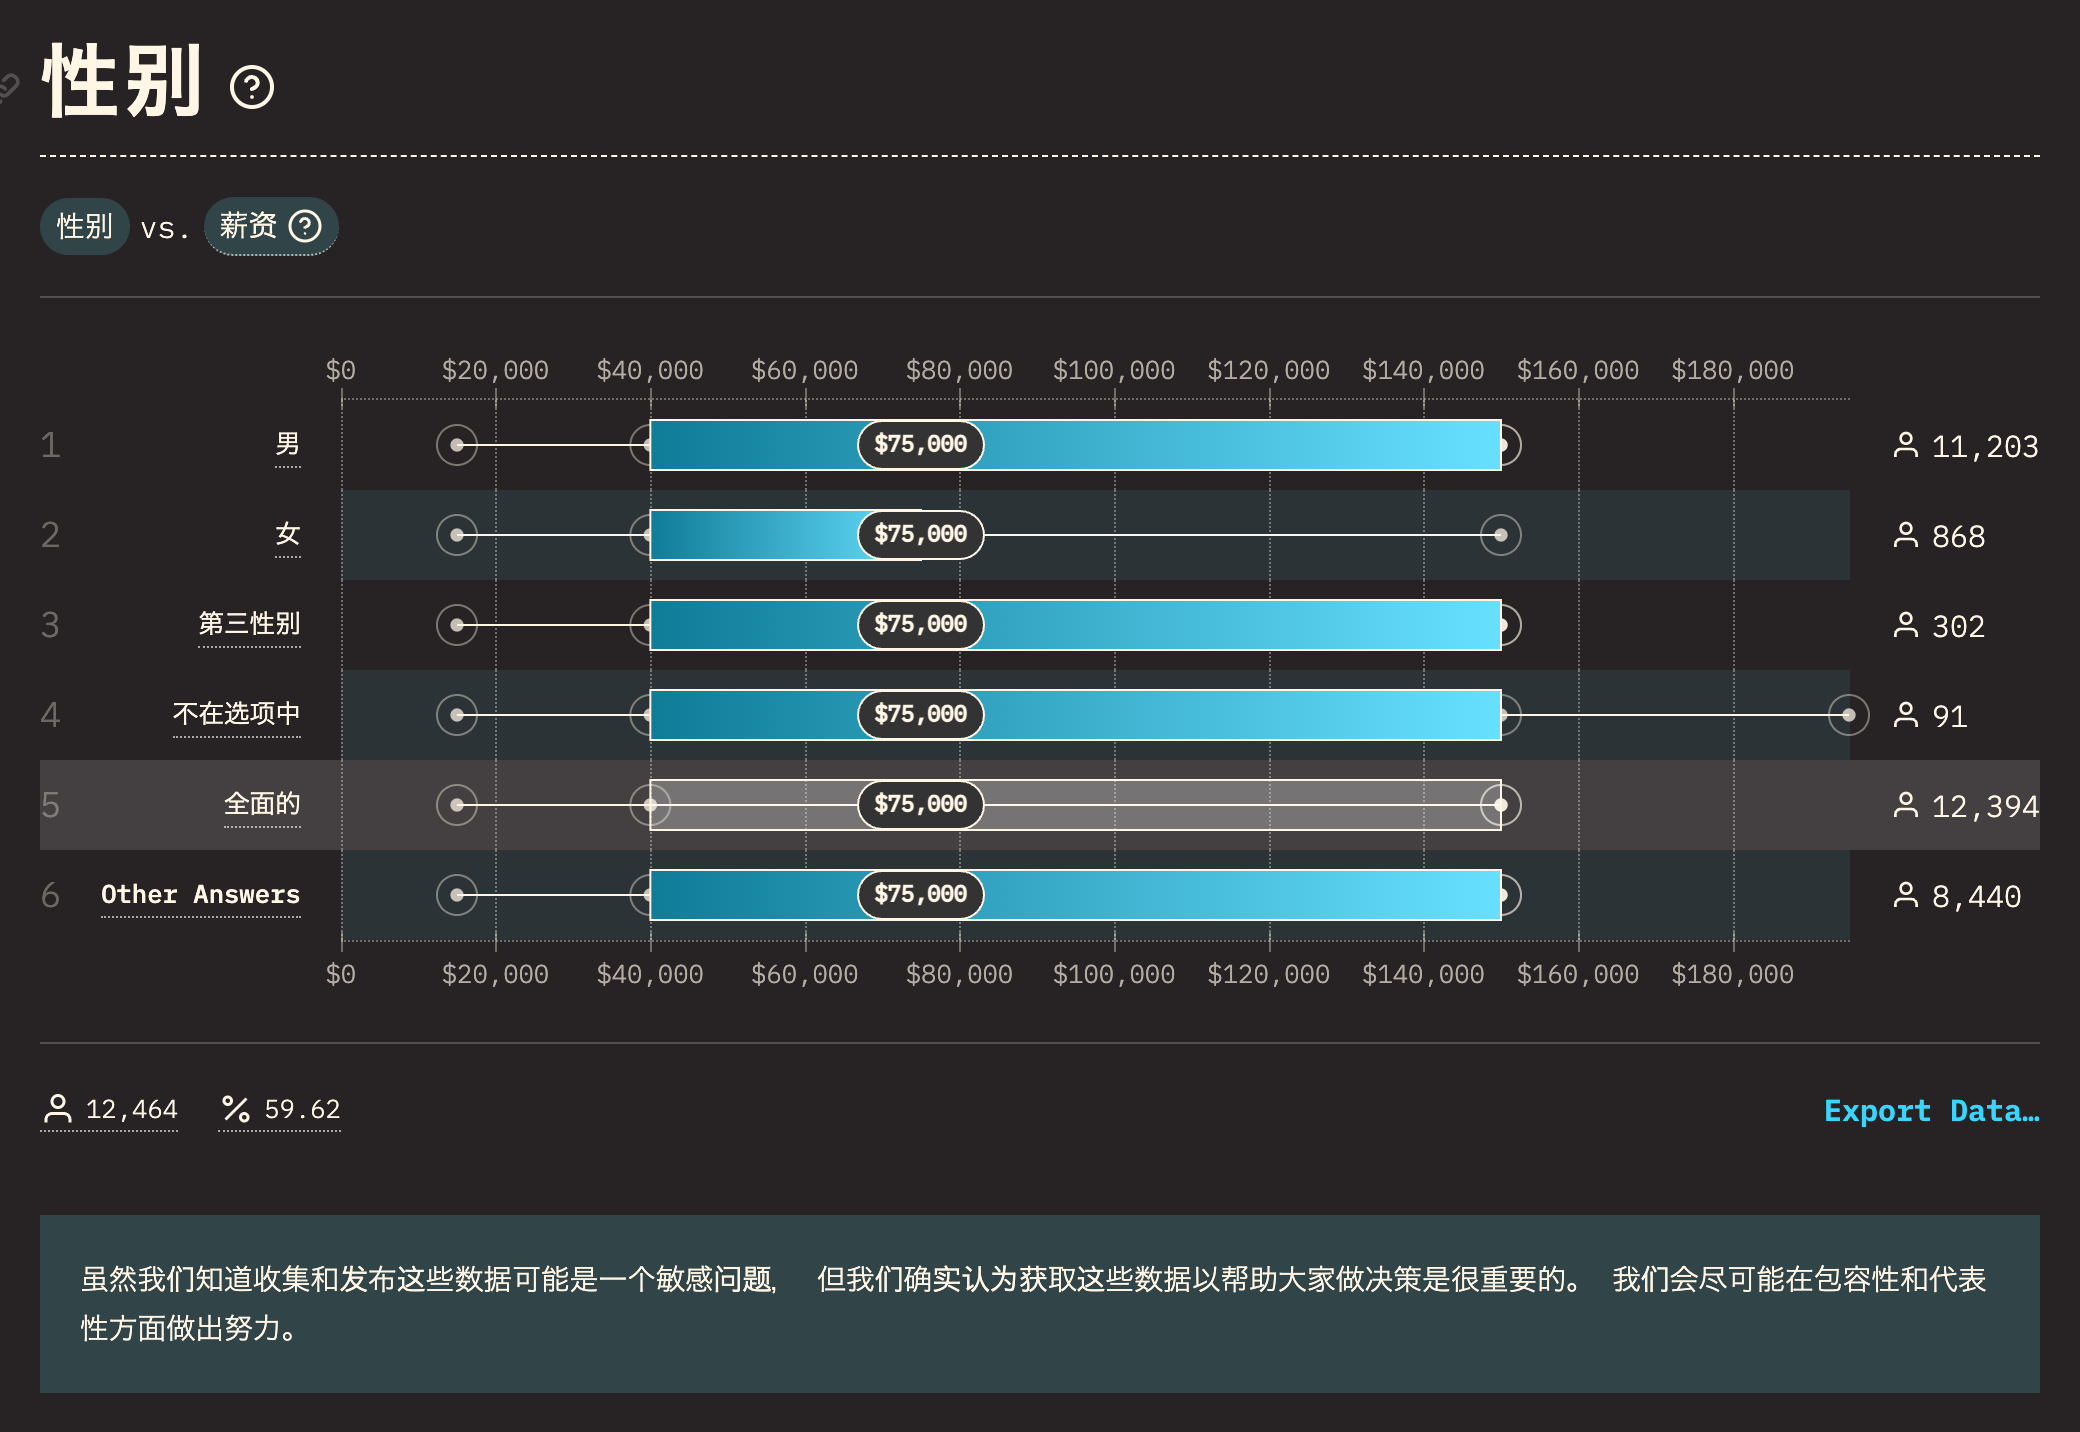 性别
性别 vs. 薪资
$0 $20,000 $40,000 $60,000 $80,000 $100,000 $120,000 $140,000 $160,000 $180,000
1 男 $75,000 11,203
2 女 $75,000 868
3 第三性别 $75,000 302
4 不在选项中 $75,000 91
5 全面的 $75,000 12,394
6 Other Answers $75,000 8,440
$0 $20,000 $40,000 $60,000 $80,000 $100,000 $120,000 $140,000 $160,000 $180,000
12,464 % 59.62 Export Data…
虽然我们知道收集和发布这些数据可能是一个敏感问题, 但我们确实认为获取这些数据以帮助大家做决策是很重要的。 我们会尽可能在包容性和代表
性方面做出努力。